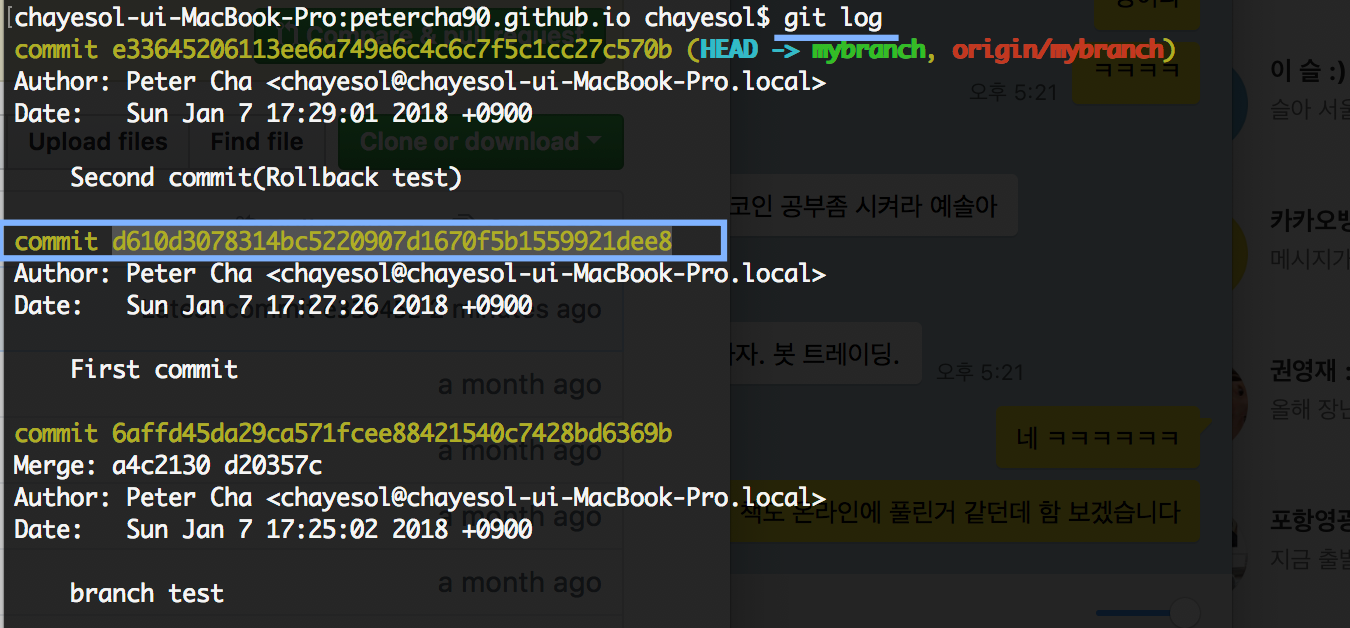 [chayesol-ui-MacBook-Pro:petercha90.github.io chayesol$ git log
commit e33645206113ee6a749e6c4c6c7f5c1cc27c570b (HEAD -> mybranch, origin/mybranch)
Author: Peter Cha <chayesol@chayesol-ui-MacBook-Pro.local>
Date:   Sun Jan 7 17:29:01 2018 +0900
Second commit(Rollback test)
commit d610d3078314bc5220907d1670f5b1559921dee8
Author: Peter Cha <chayesol@chayesol-ui-MacBook-Pro.local>
Date:   Sun Jan 7 17:27:26 2018 +0900
First commit
commit 6affd45da29ca571fcee88421540c7428bd6369b
Merge: a4c2130 d20357c
Author: Peter Cha <chayesol@chayesol-ui-MacBook-Pro.local>
Date:   Sun Jan 7 17:25:02 2018 +0900
branch test
Compare & pull request
Upload files
Find file
Clone or download
Latest commit minutes ago
a month ago
a month ago
a month ago
a month ago
ㅋㅋㅋㅋ
오후 5:21
코인 공부좀 시켜라 예솔아
봇 트레이딩.
오후 5:21
네 ㅋㅋㅋㅋㅋㅋ
책도 온라인에 풀린거 같던데 함 보겠습니다
이 슬 :)
슬아 서울
카카오뱅
메시지가
권영재 :
올해 장난
포항영광
지금 출발